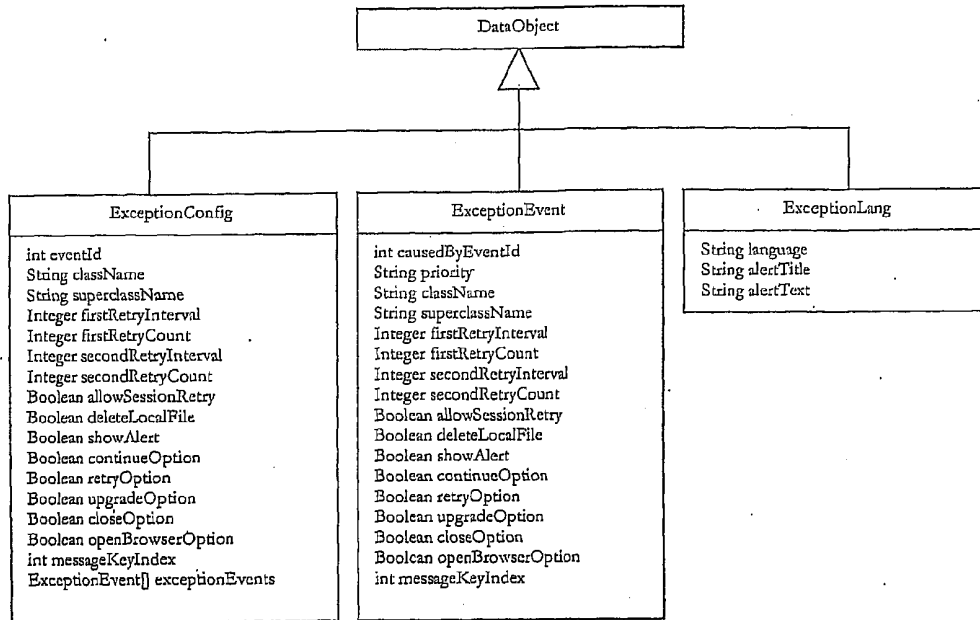 DataObject
ExceptionConfig
int eventId
String className
String superclassName
Integer firstRetryInterval
Integer firstRetryCount
Integer secondRetryInterval
Integer secondRetryCount
Boolean allowSessionRetry
Boolean deleteLocalFile
Boolean showAlert
Boolean continueOption
Boolean retryOption
Boolean upgradeOption
Boolean closeOption
Boolean openBrowserOption
int messageKeyIndex
ExceptionEvent[] exceptionEvents
ExceptionEvent
int causedByEventId
String priority
String className
String superclassName
Integer firstRetryInterval
Integer firstRetryCount
Integer secondRetryInterval
Integer secondRetryCount
Boolean allowSessionRetry
Boolean deleteLocalFile
Boolean showAlert
Boolean continueOption
Boolean retryOption
Boolean upgradeOption
Boolean closeOption
Boolean openBrowserOption
int messageKeyIndex
ExceptionLang
String language
String alertTitle
String alertText